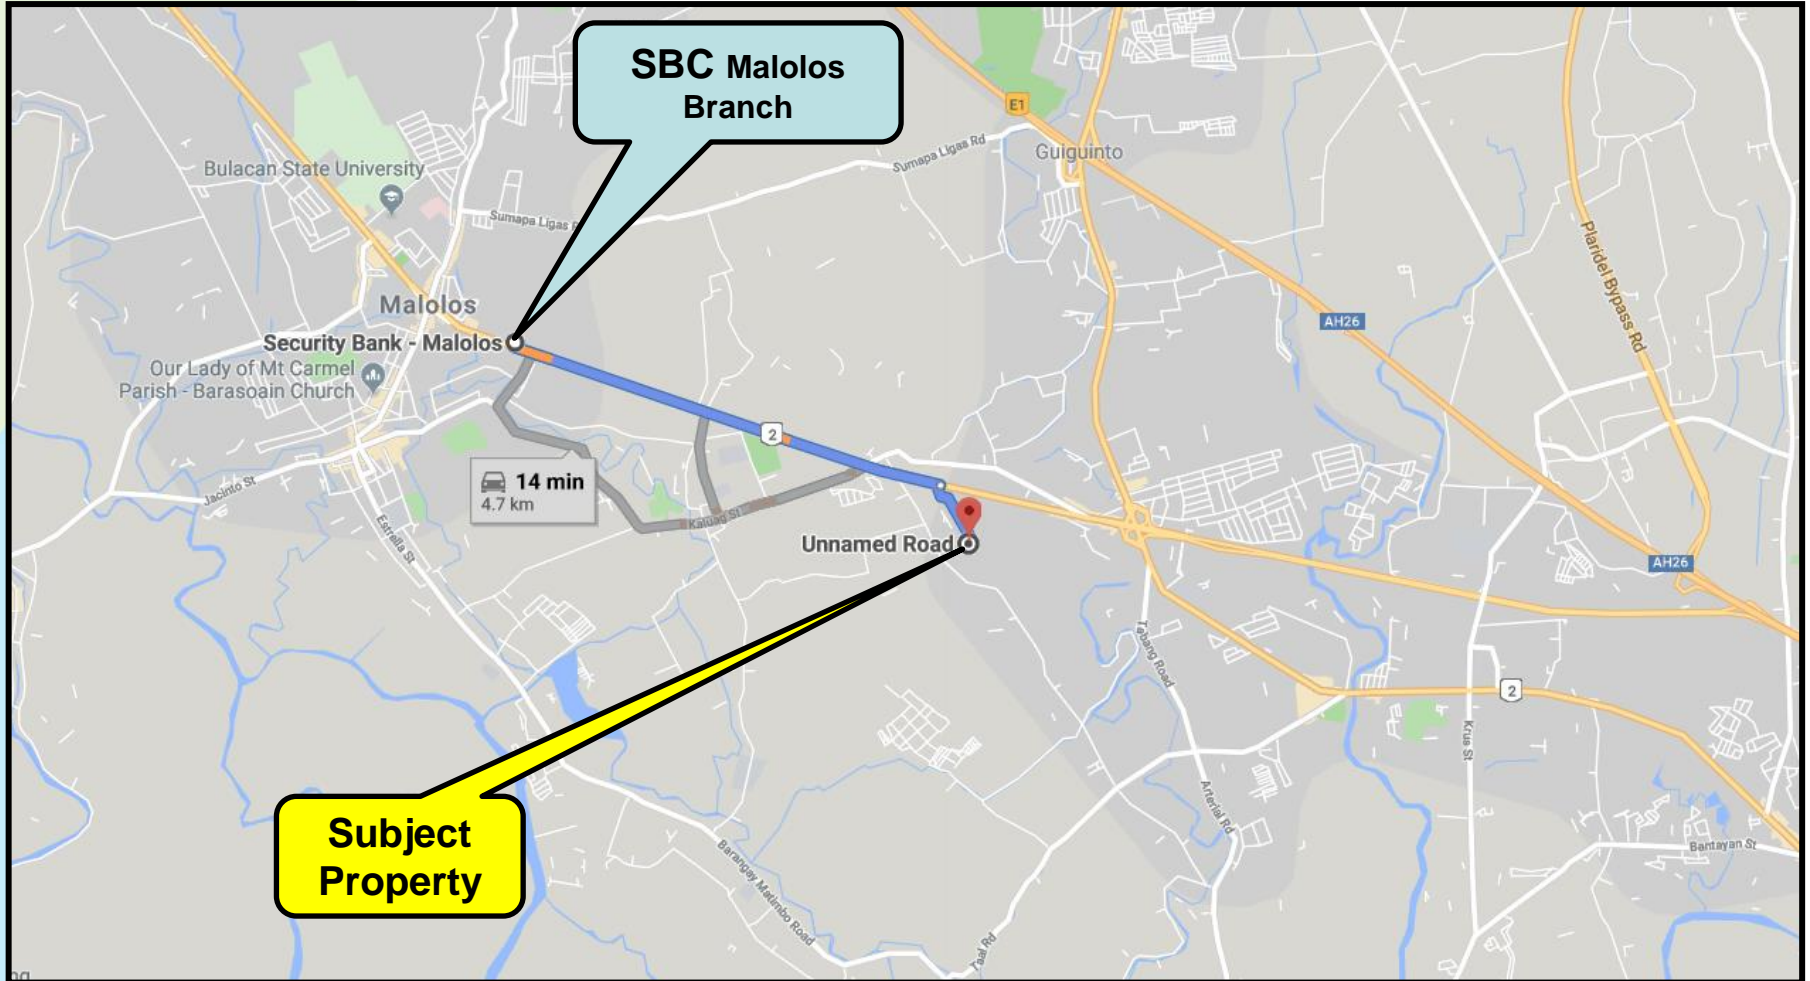 SBC Malolos
Branch
E1
Sumapa Ligas Rd
Guiguinto
Bulacan State University
Sumapa Ligas R
Plaridel Bypass Rd
Malolos
AH26
Security Bank - Malolos
Our Lady of Mt Carmel
Parish - Barasoain Church
2
14 min
4.7 km
Jacinto St
Kaluag St
Estrella St
Unnamed Road
AH26
Tabang Road
2
Krus St
Subject
Property
Arterial Rd
Bantayan St
Barangay Matimbo Road
Taal Rd